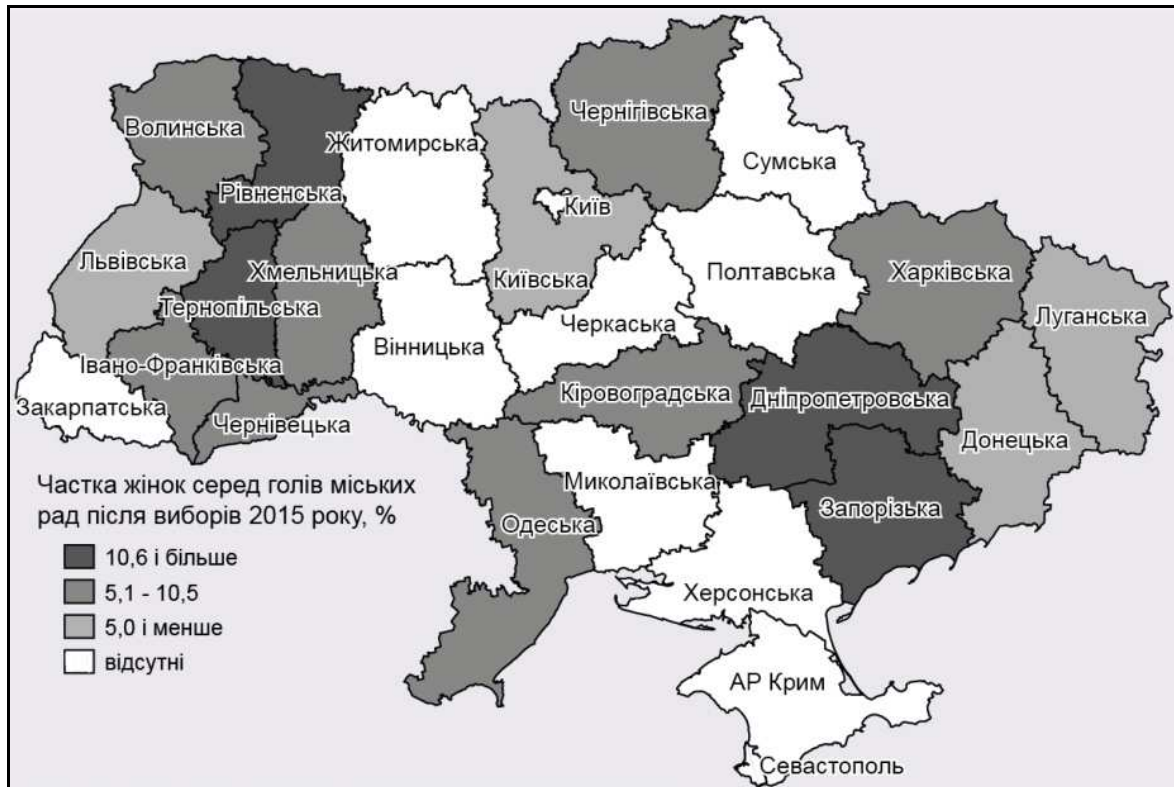 Чернігівська
Волинська
Житомирська
Сумська
Рівненська
Київ
Львівська
Хмельницька
Київська
Полтавська
Харківська
Тернопільська
Луганська
Черкаська
Вінницька
Івано-Франківська
Кіровоградська
Дніпропетровська
Закарпатська
Чернівецька
Донецька
Миколаївська
Запорізька
Одеська
Херсонська
АР Крим
Севастополь
Частка жінок серед голів міських
рад після виборів 2015 року, %
10,6 і більше
5,1 - 10,5
5,0 і менше
відсутні